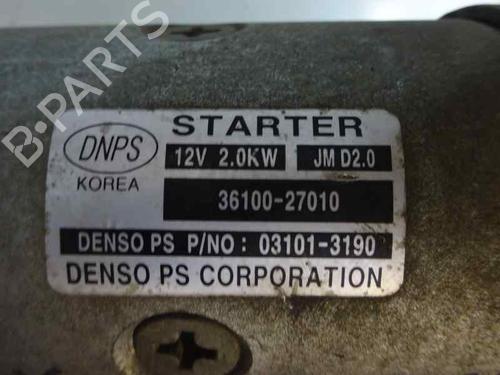 B-PARTS
DNPS
KOREA
STARTER
12V 2.0KW JM D2.0
36100-27010
DENSO PS P/NO : 03101-3190
DENSO PS CORPORATION